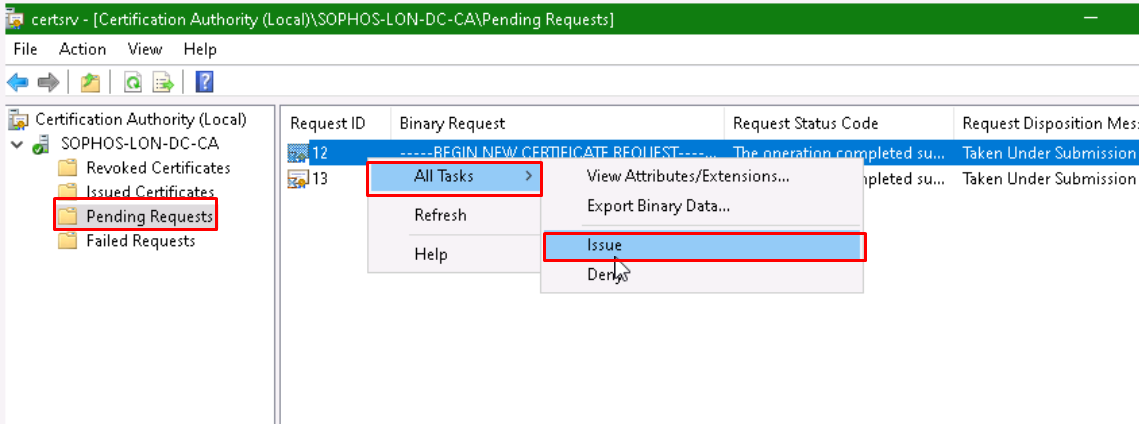 certsrv - [Certification Authority (Local)\SOPHOS-LON-DC-CA\Pending Requests]
File Action View Help
Certification Authority (Local)
SOPHOS-LON-DC-CA
Revoked Certificates
Issued Certificates
Pending Requests
Failed Requests
Request ID Binary Request Request Status Code Request Disposition Mes
12 -----BEGIN NEW CERTIFICATE REQUEST----... The operation completed su... Taken Under Submission
13 npleted su... Taken Under Submission
All Tasks
Refresh
Help
View Attributes/Extensions...
Export Binary Data...
Issue
Deny